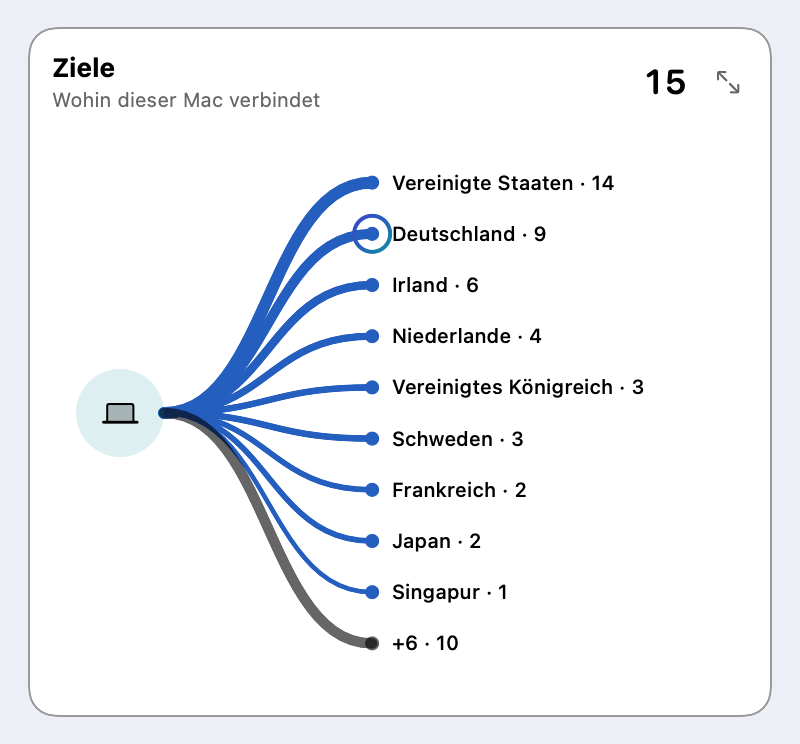 Ziele
Wohin dieser Mac verbindet
15
Vereinigte Staaten · 14
Deutschland · 9
Irland · 6
Niederlande · 4
Vereinigtes Königreich · 3
Schweden · 3
Frankreich · 2
Japan · 2
Singapur · 1
+6 · 10